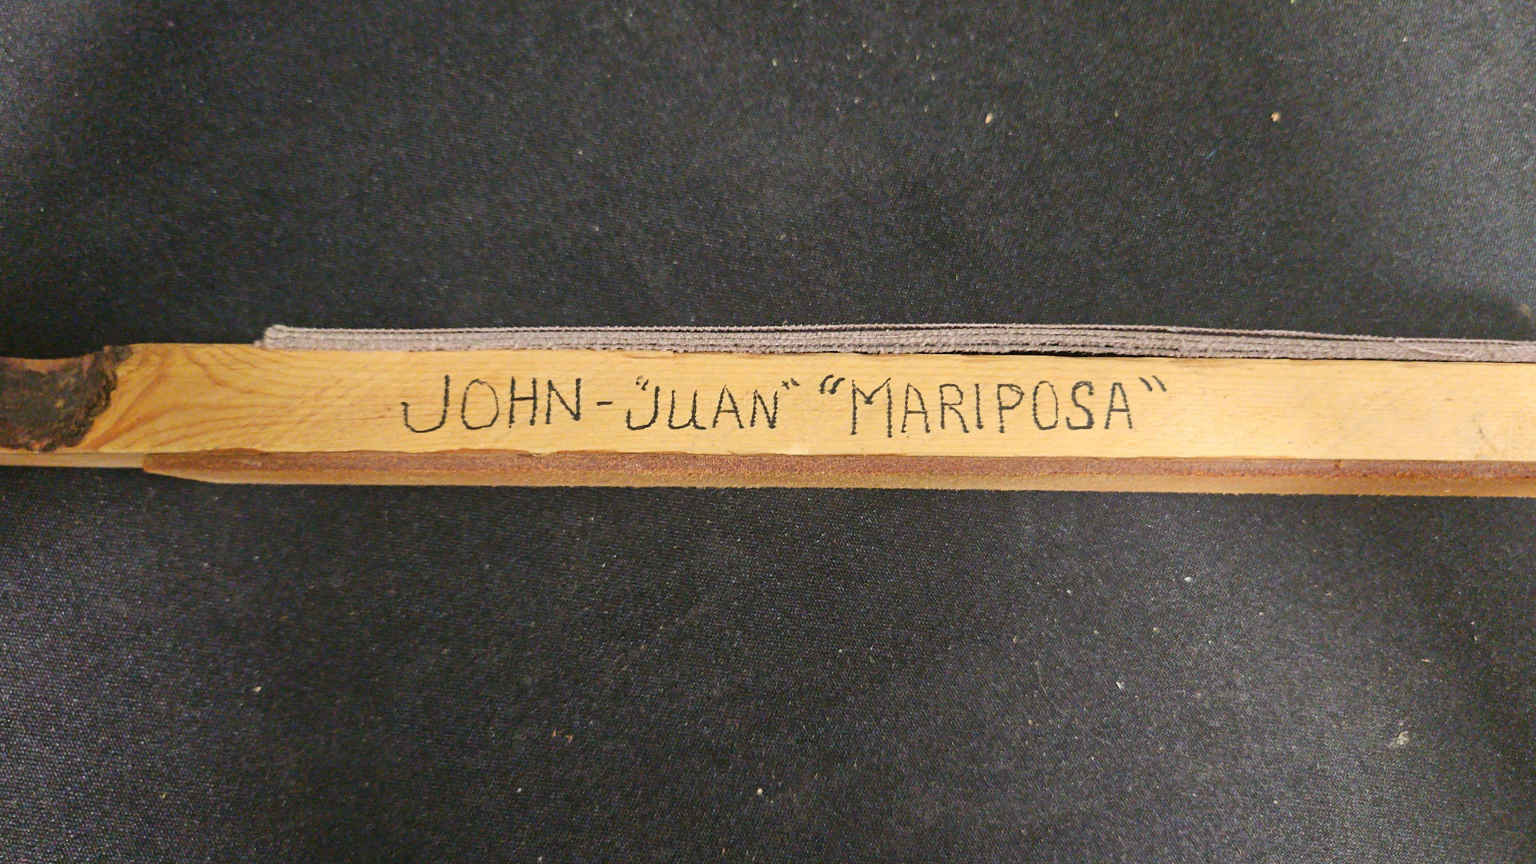 JOHN - "JUAN" "MARIPOSA"